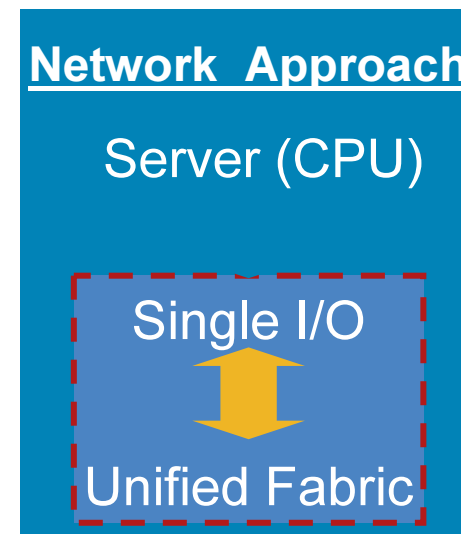 Network Approach
Server (CPU)
Single I/O
Unified Fabric